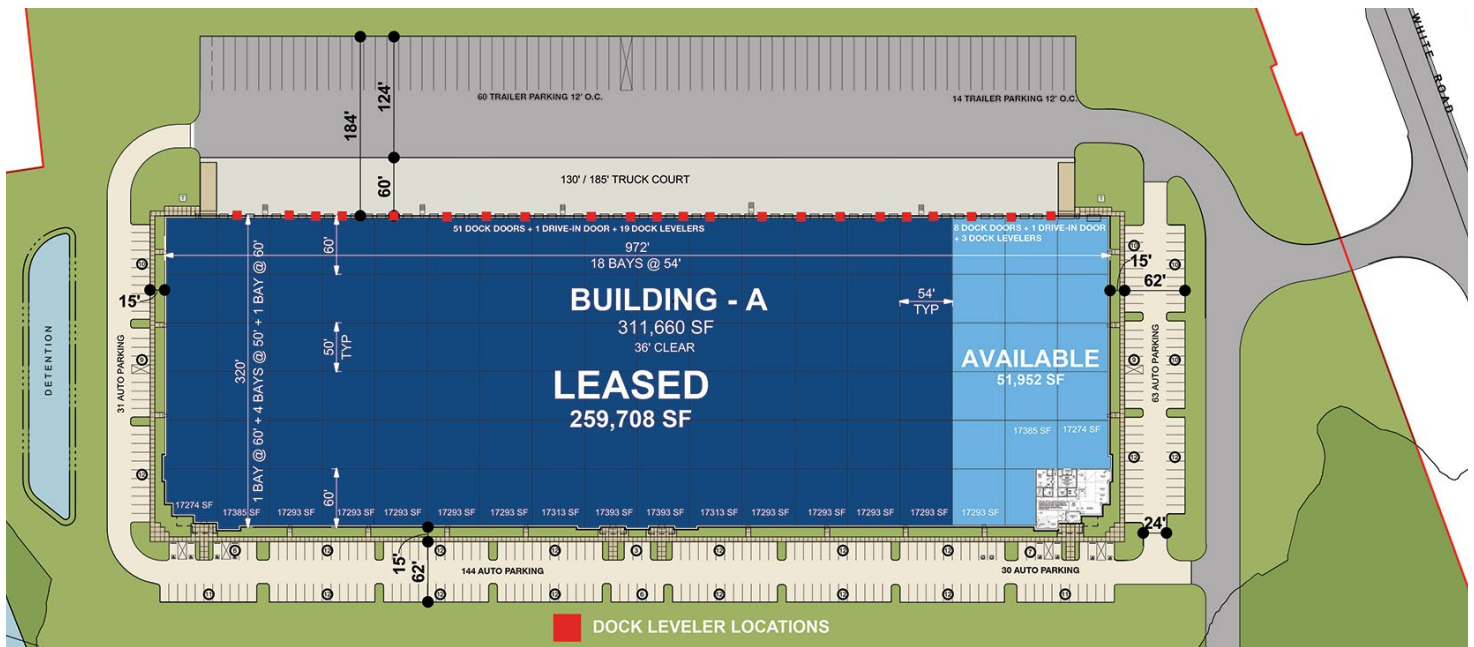 WHITE ROAD
124'
184'
60 TRAILER PARKING 12' O.C.
14 TRAILER PARKING 12' O.C.
60'
130' / 185' TRUCK COURT
51 DOCK DOORS + 1 DRIVE-IN DOOR + 19 DOCK LEVELERS
8 DOCK DOORS + 1 DRIVE-IN DOOR
+ 3 DOCK LEVELERS
60'
972'
18 BAYS @ 54'
15'
62'
15'
BUILDING - A
311,660 SF
36' CLEAR
54'
TYP
50'
TYP
320'
1 BAY @ 60' + 4 BAYS @ 50' + 1 BAY @ 60'
LEASED
259,708 SF
AVAILABLE
51,952 SF
DETENTION
31 AUTO PARKING
63 AUTO PARKING
17385 SF
17274 SF
60'
17274 SF
17385 SF
17293 SF
17293 SF
17293 SF
17293 SF
17313 SF
17393 SF
17393 SF
17313 SF
17293 SF
17293 SF
17293 SF
17293 SF
17293 SF
24'
15'
62'
144 AUTO PARKING
30 AUTO PARKING
DOCK LEVELER LOCATIONS